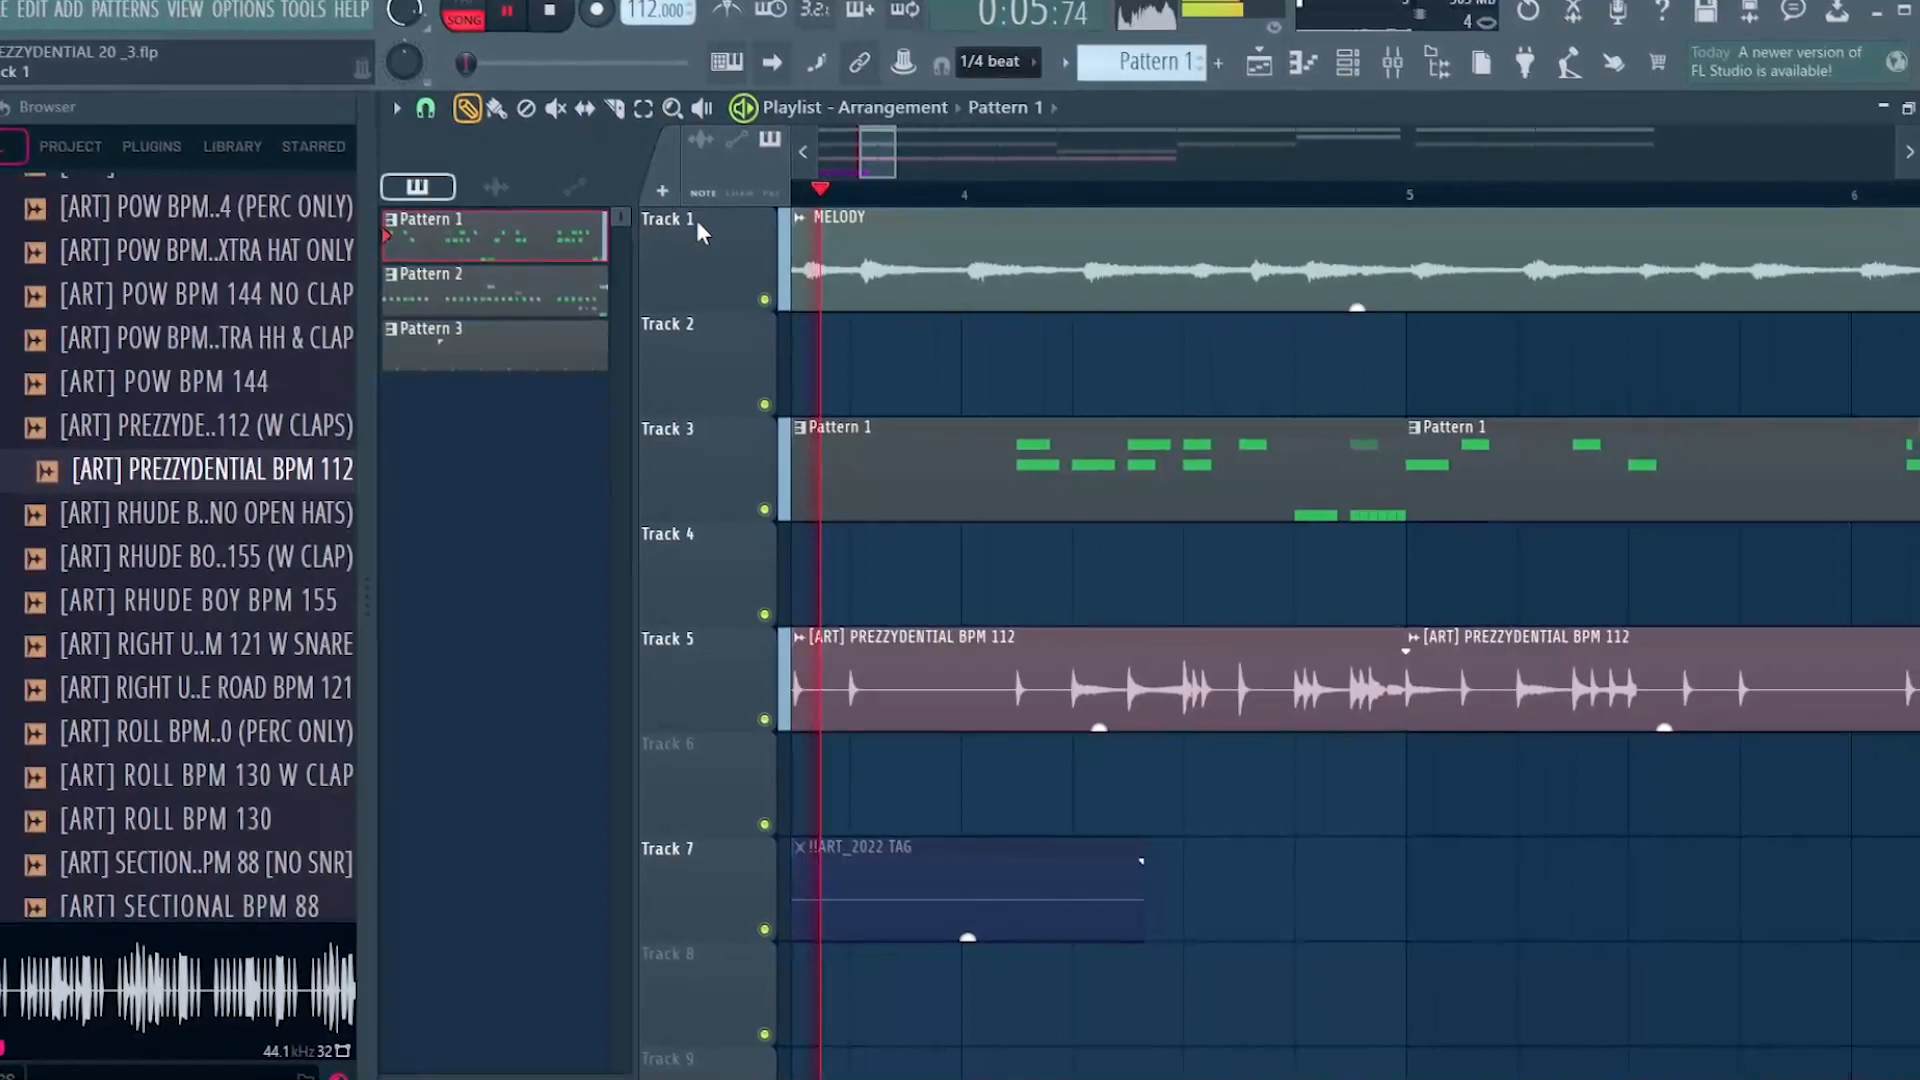 EDIT ADD PATTERNS VIEW OPTIONS TOOLS HELP
SONG
112.000
3.2
0:05:74
4
EZZYDENTIAL 20 _3.flp
ck 1
1/4 beat
Pattern 1
Today A newer version of
FL Studio is available!
Browser
Playlist - Arrangement › Pattern 1 ›
PROJECT
PLUGINS
LIBRARY
STARRED
NOTE
4
5
6
[ART] POW BPM..4 (PERC ONLY)
[ART] POW BPM..XTRA HAT ONLY
[ART] POW BPM 144 NO CLAP
[ART] POW BPM..TRA HH & CLAP
[ART] POW BPM 144
[ART] PREZZYDE..112 (W CLAPS)
[ART] PREZZYDENTIAL BPM 112
[ART] RHUDE B..NO OPEN HATS)
[ART] RHUDE BO..155 (W CLAP)
[ART] RHUDE BOY BPM 155
[ART] RIGHT U..M 121 W SNARE
[ART] RIGHT U..E ROAD BPM 121
[ART] ROLL BPM..0 (PERC ONLY)
[ART] ROLL BPM 130 W CLAP
[ART] ROLL BPM 130
[ART] SECTION..PM 88 [NO SNR]
[ART] SECTIONAL BPM 88
44.1kHz 32
Pattern 1
Pattern 2
Pattern 3
Track 1
MELODY
Track 2
Track 3
Pattern 1
Pattern 1
Track 4
Track 5
[ART] PREZZYDENTIAL BPM 112
[ART] PREZZYDENTIAL BPM 112
Track 6
Track 7
!!ART_2022 TAG
Track 8
Track 9